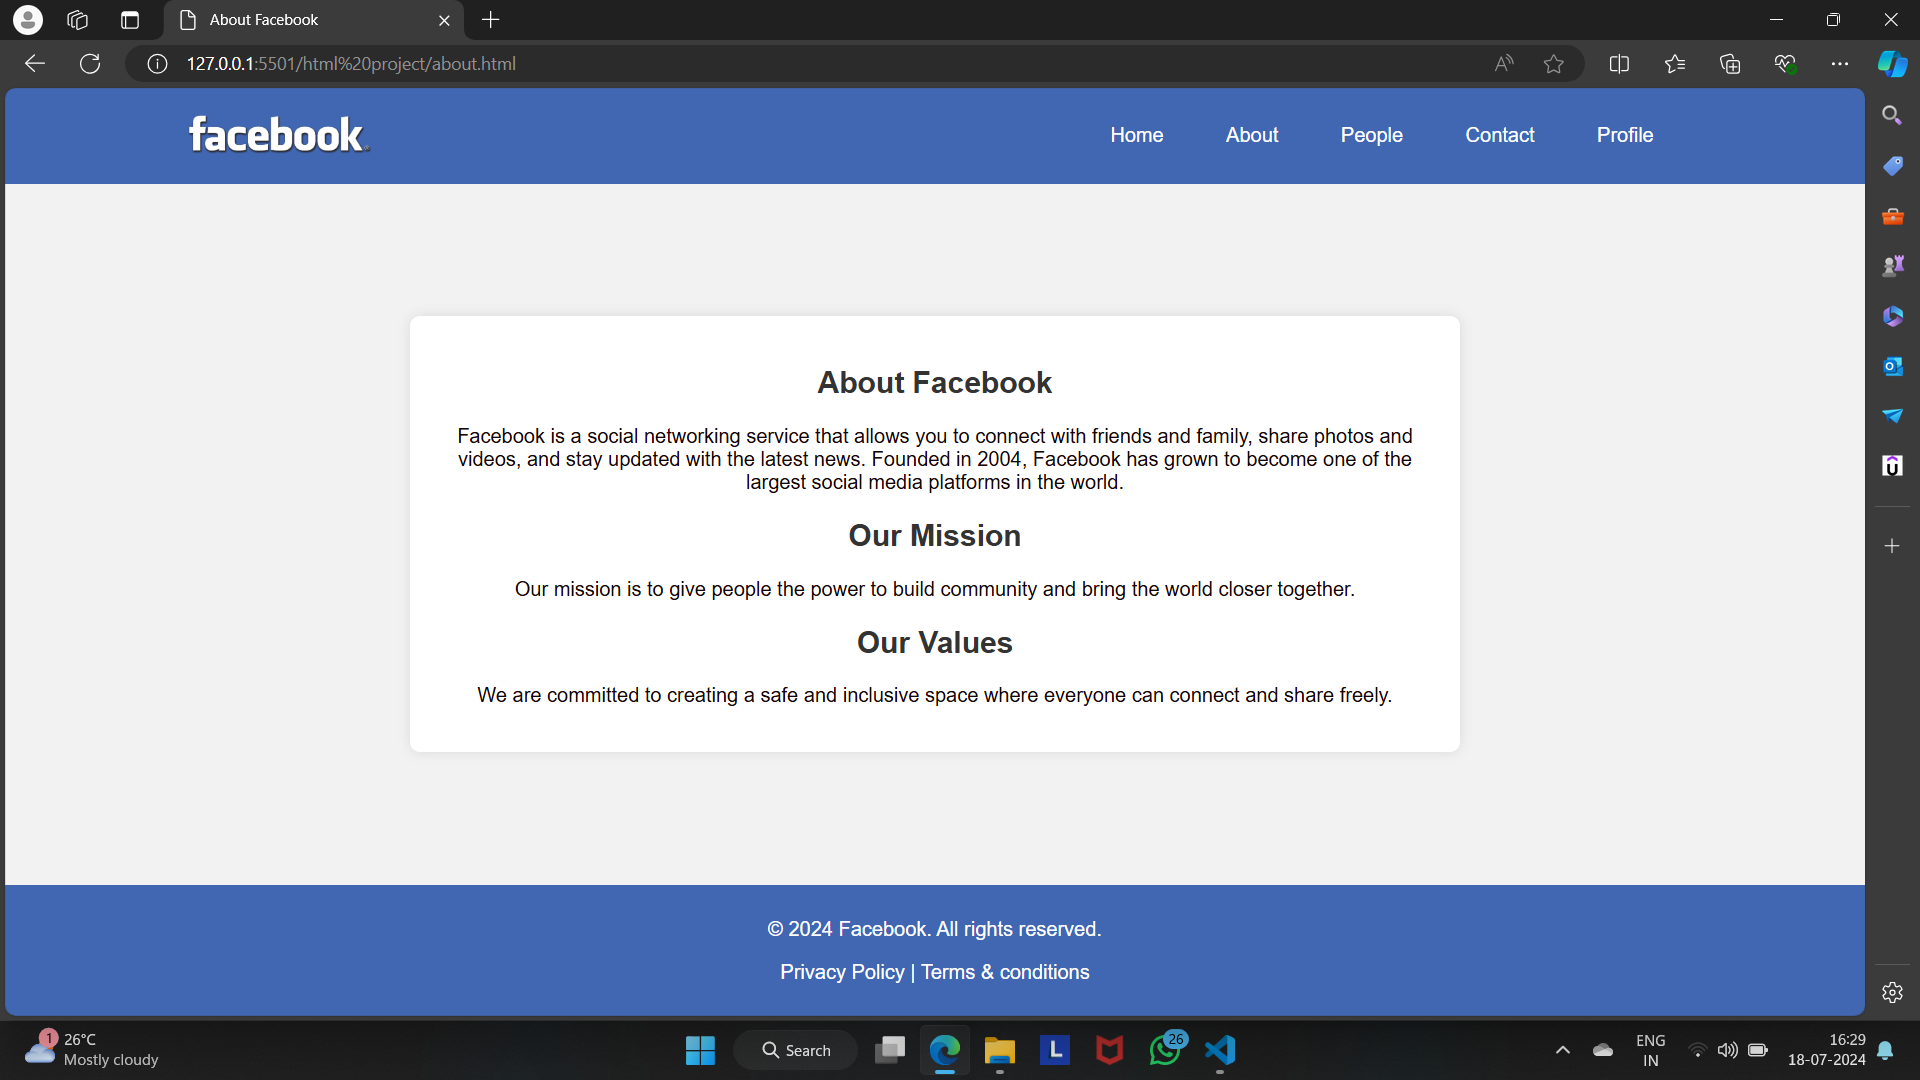 About Facebook
127.0.0.1:5501/html%20project/about.html
facebook
Home About People Contact Profile
About Facebook
Facebook is a social networking service that allows you to connect with friends and family, share photos and
videos, and stay updated with the latest news. Founded in 2004, Facebook has grown to become one of the
largest social media platforms in the world.
Our Mission
Our mission is to give people the power to build community and bring the world closer together.
Our Values
We are committed to creating a safe and inclusive space where everyone can connect and share freely.
© 2024 Facebook. All rights reserved.
Privacy Policy | Terms & conditions
1
26°C
Mostly cloudy
Search
L
26
ENG
IN
16:29
18-07-2024